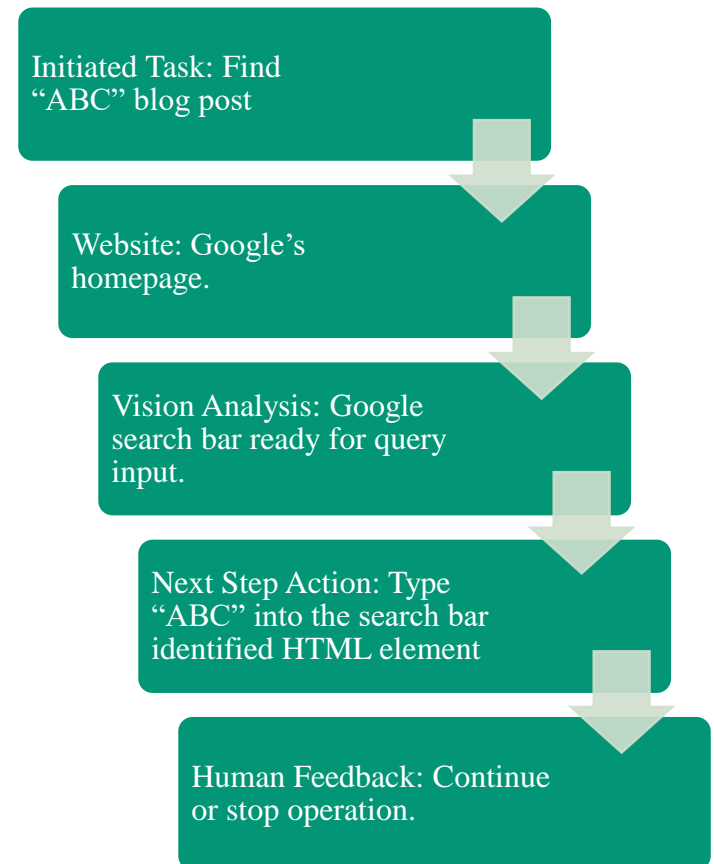 Initiated Task: Find
“ABC” blog post
Website: Google’s
homepage.
Vision Analysis: Google
search bar ready for query
input.
Next Step Action: Type
“ABC” into the search bar
identified HTML element
Human Feedback: Continue
or stop operation.